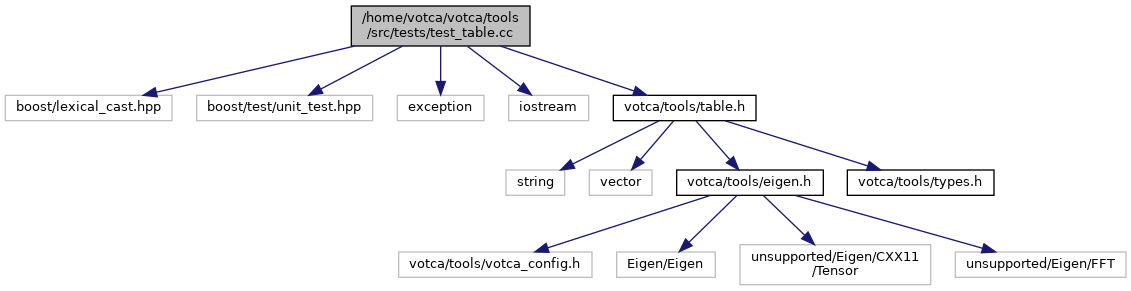 /home/votca/votca/tools
/src/tests/test_table.cc
boost/lexical_cast.hpp
boost/test/unit_test.hpp
exception
iostream
votca/tools/table.h
string
vector
votca/tools/eigen.h
votca/tools/types.h
votca/tools/votca_config.h
Eigen/Eigen
unsupported/Eigen/CXX11
/Tensor
unsupported/Eigen/FFT